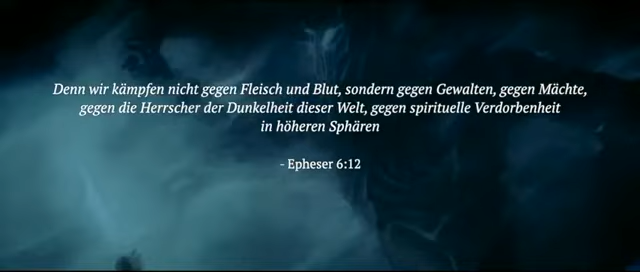 Denn wir kämpfen nicht gegen Fleisch und Blut, sondern gegen Gewalten, gegen Mächte,
gegen die Herrscher der Dunkelheit dieser Welt, gegen spirituelle Verdorbenheit
in höheren Sphären
- Epheser 6:12